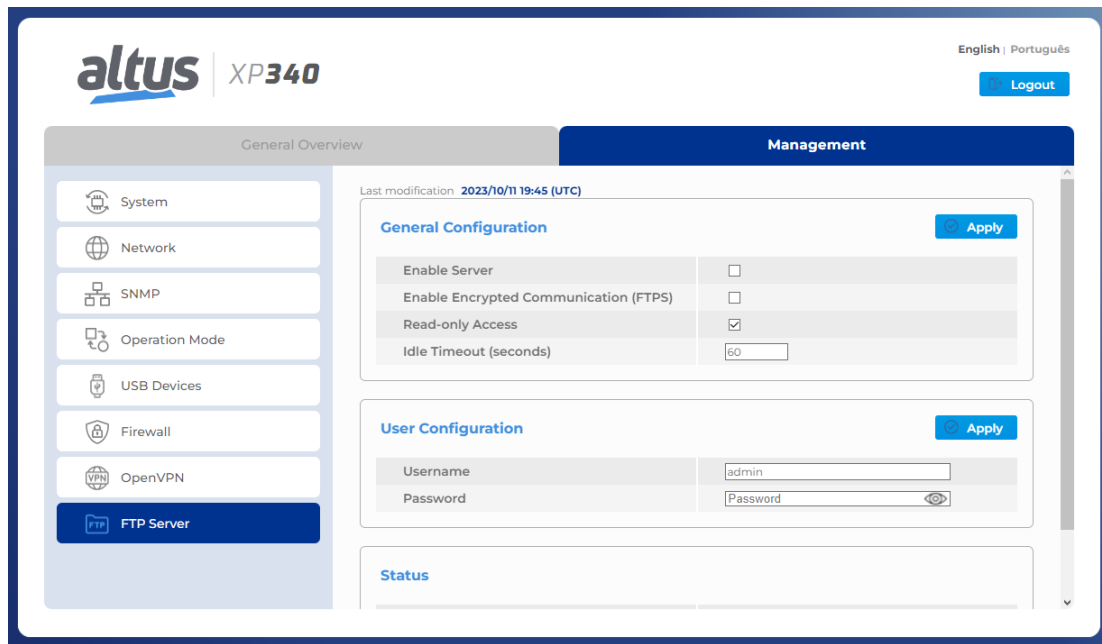 altus | XP340
English | Português
Logout
General Overview
Management
System
Network
SNMP
Operation Mode
USB Devices
Firewall
VPN OpenVPN
FTP FTP Server
Last modification 2023/10/11 19:45 (UTC)
General Configuration
Apply
Enable Server
Enable Encrypted Communication (FTPS)
Read-only Access
Idle Timeout (seconds) 60
User Configuration
Apply
Username admin
Password Password
Status